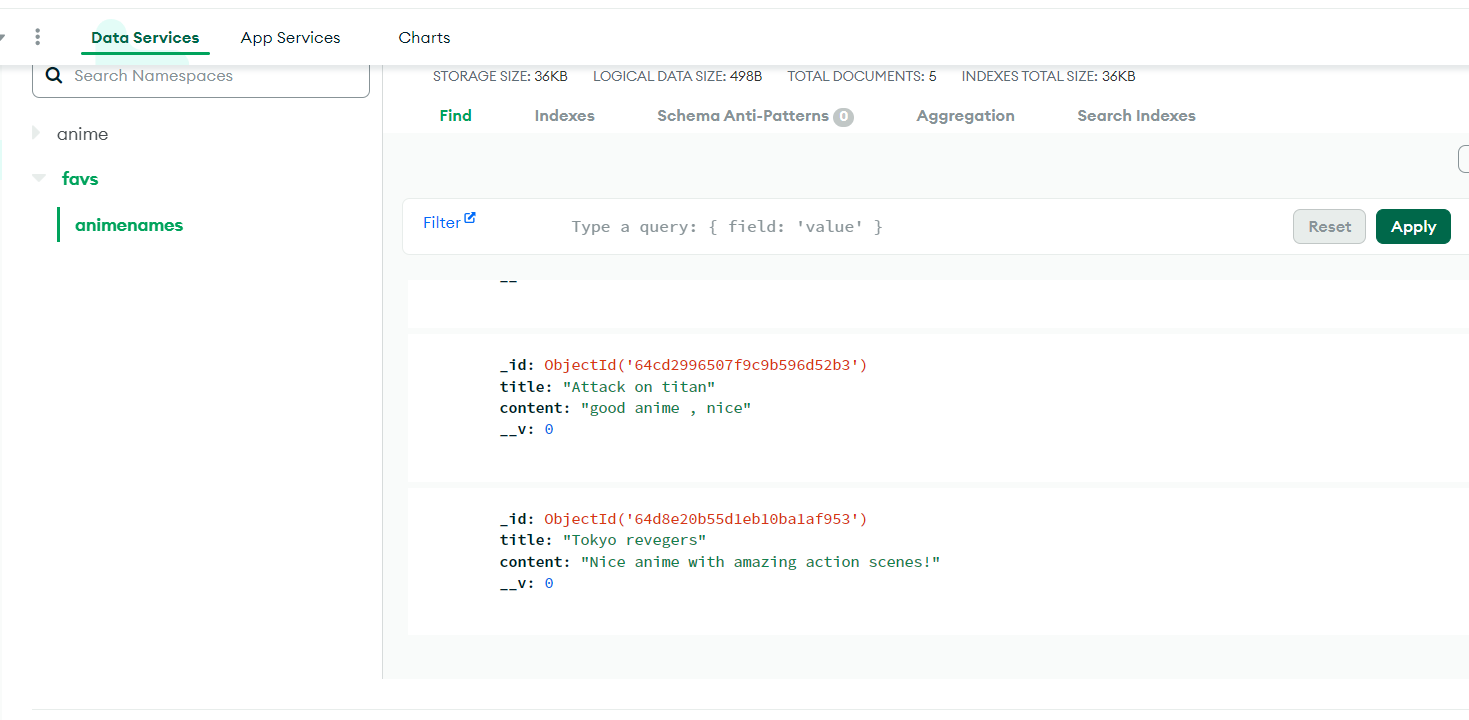 Data Services App Services Charts
Search Namespaces
anime
favs
animenames
STORAGE SIZE: 36KB LOGICAL DATA SIZE: 498B TOTAL DOCUMENTS: 5 INDEXES TOTAL SIZE: 36KB
Find Indexes Schema Anti-Patterns 0 Aggregation Search Indexes
Filter Type a query: { field: 'value' } Reset Apply
_id: ObjectId('64cd2996507f9c9b596d52b3')
title: "Attack on titan"
content: "good anime , nice"
__v: 0
_id: ObjectId('64d8e20b55d1eb10ba1af953')
title: "Tokyo revegers"
content: "Nice anime with amazing action scenes!"
__v: 0